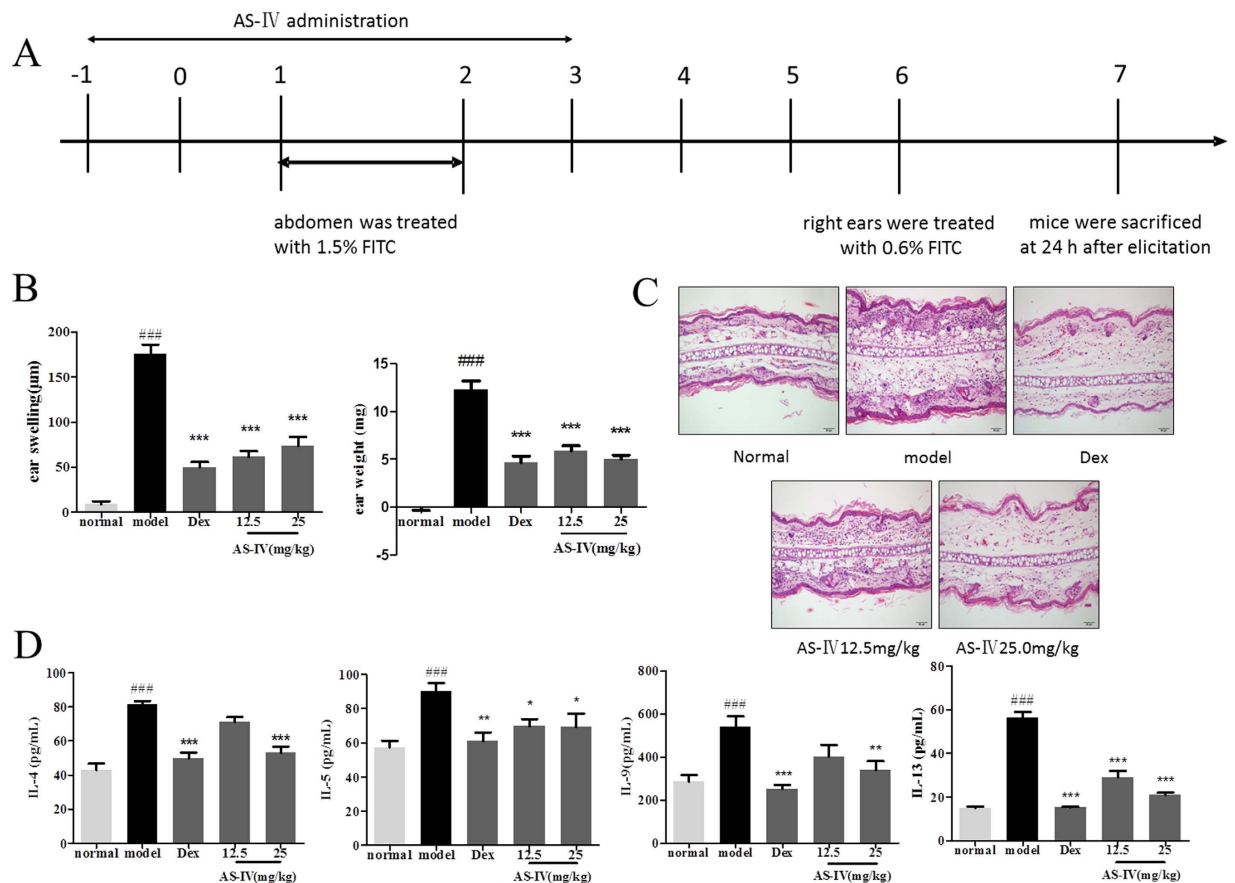 AS-Ⅳ administration
A
-1 0 1 2 3 4 5 6 7
abdomen was treated
with 1.5% FITC
right ears were treated
with 0.6% FITC
mice were sacrificed
at 24 h after elicitation
B
ear swelling(μm)
200
150
100
50
0
###
***
***
***
normal model Dex 12.5 25
AS-IV(mg/kg)
ear weight (mg)
15
10
5
0
-5
###
***
***
***
normal model Dex 12.5 25
AS-IV(mg/kg)
C
Normal model Dex
AS-Ⅳ12.5mg/kg AS-Ⅳ25.0mg/kg
D
IL-4 (pg/mL)
100
80
60
40
20
0
###
***
***
normal model Dex 12.5 25
AS-IV(mg/kg)
IL-5 (pg/mL)
100
80
60
40
20
0
###
**
*
*
normal model Dex 12.5 25
AS-IV(mg/kg)
IL-9(pg/mL)
800
600
400
200
0
###
***
**
normal model Dex 12.5 25
AS-IV(mg/kg)
IL-13 (pg/mL)
60
40
20
0
###
***
***
***
normal model Dex 12.5 25
AS-IV(mg/kg)